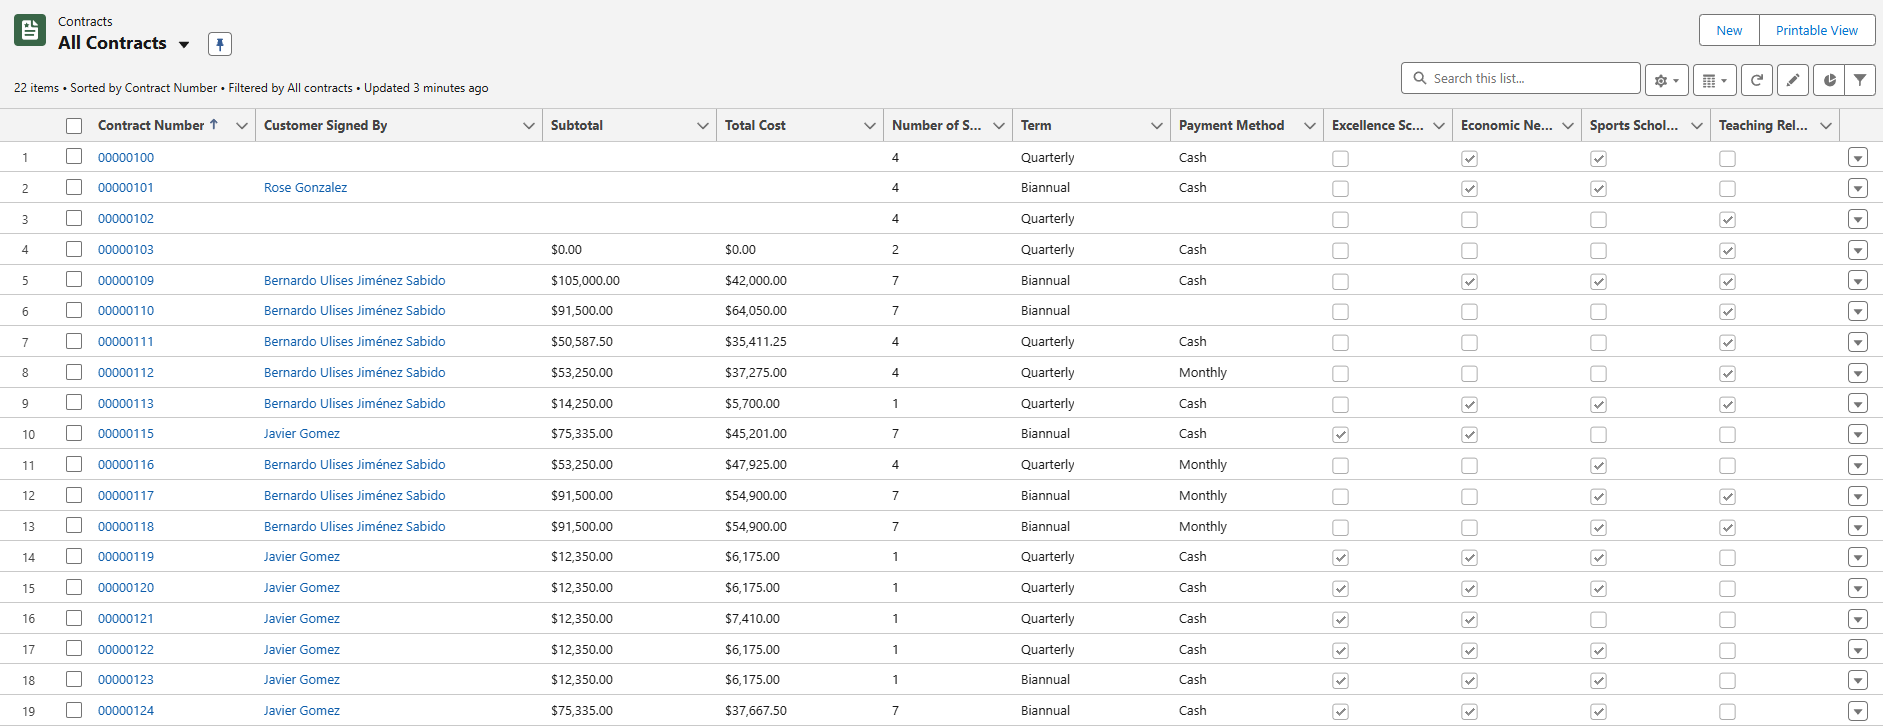 Contracts
All Contracts
New
Printable View
22 items • Sorted by Contract Number • Filtered by All contracts • Updated 3 minutes ago
Search this list...
Contract Number Customer Signed By Subtotal Total Cost Number of S... Term Payment Method Excellence Sc... Economic Ne... Sports Schol... Teaching Rel...
1 00000100 4 Quarterly Cash
2 00000101 Rose Gonzalez 4 Biannual Cash
3 00000102 4 Quarterly
4 00000103 $0.00 $0.00 2 Quarterly Cash
5 00000109 Bernardo Ulises Jiménez Sabido $105,000.00 $42,000.00 7 Biannual Cash
6 00000110 Bernardo Ulises Jiménez Sabido $91,500.00 $64,050.00 7 Biannual
7 00000111 Bernardo Ulises Jiménez Sabido $50,587.50 $35,411.25 4 Quarterly Cash
8 00000112 Bernardo Ulises Jiménez Sabido $53,250.00 $37,275.00 4 Quarterly Monthly
9 00000113 Bernardo Ulises Jiménez Sabido $14,250.00 $5,700.00 1 Quarterly Cash
10 00000115 Javier Gomez $75,335.00 $45,201.00 7 Biannual Cash
11 00000116 Bernardo Ulises Jiménez Sabido $53,250.00 $47,925.00 4 Quarterly Monthly
12 00000117 Bernardo Ulises Jiménez Sabido $91,500.00 $54,900.00 7 Biannual Monthly
13 00000118 Bernardo Ulises Jiménez Sabido $91,500.00 $54,900.00 7 Biannual Monthly
14 00000119 Javier Gomez $12,350.00 $6,175.00 1 Quarterly Cash
15 00000120 Javier Gomez $12,350.00 $6,175.00 1 Quarterly Cash
16 00000121 Javier Gomez $12,350.00 $7,410.00 1 Quarterly Cash
17 00000122 Javier Gomez $12,350.00 $6,175.00 1 Quarterly Cash
18 00000123 Javier Gomez $12,350.00 $6,175.00 1 Biannual Cash
19 00000124 Javier Gomez $75,335.00 $37,667.50 7 Biannual Cash